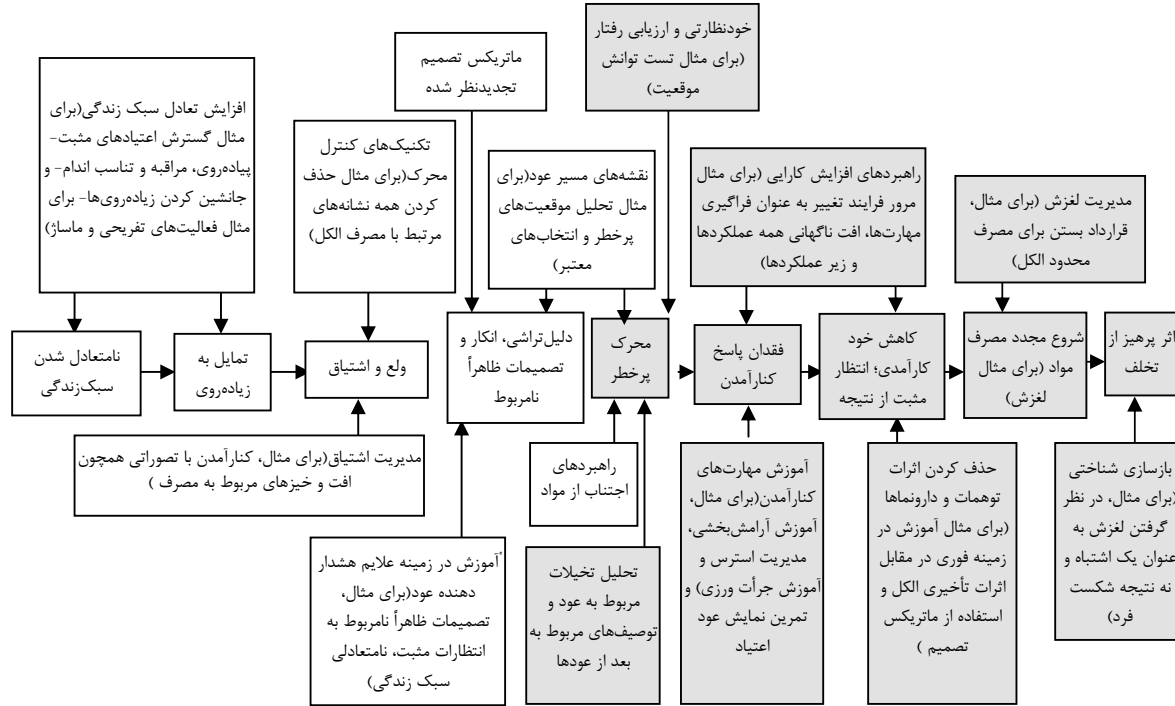 خودنظارتی و ارزیابی رفتار
(برای مثال تست توانش
موقعیت)
ماتریکس تصمیم
تجدیدنظر شده
افزایش تعادل سبک زندگی(برای
مثال گسترش اعتیادهای مثبت-
پیاده‌روی، مراقبه و تناسب اندام- و
جانشین کردن زیاده‌روی‌ها- برای
مثال فعالیت‌های تفریحی و ماساژ)
تکنیک‌های کنترل
محرک(برای مثال حذف
کردن همه نشانه‌های
مرتبط با مصرف الکل)
نقشه‌های مسیر عود(برای
مثال تحلیل موقعیت‌های
پرخطر و انتخاب‌های
معتبر)
راهبردهای افزایش کارایی (برای مثال
مرور فرایند تغییر به عنوان فراگیری
مهارت‌ها، افت ناگهانی همه عملکردها
و زیر عملکردها)
مدیریت لغزش (برای مثال،
قرارداد بستن برای مصرف
محدود الکل)
نامتعادل شدن
سبک‌زندگی
تمایل به
زیاده‌روی
ولع و اشتیاق
دلیل‌تراشی، انکار و
تصمیمات ظاهراً
نامربوط
محرک
پرخطر
فقدان پاسخ
کنارآمدن
کاهش خود
کارآمدی؛ انتظار
مثبت از نتیجه
شروع مجدد مصرف
مواد (برای مثال
لغزش)
اثر پرهیز از
تخلف
مدیریت اشتیاق(برای مثال، کنارآمدن با تصوراتی همچون
افت و خیزهای مربوط به مصرف )
آموزش در زمینه علایم هشدار
دهنده عود(برای مثال،
تصمیمات ظاهراً نامربوط به
انتظارات مثبت، نامتعادلی
سبک زندگی)
راهبردهای
اجتناب از مواد
تحلیل تخیلات
مربوط به عود و
توصیف‌های مربوط به
بعد از عودها
آموزش مهارت‌های
کنارآمدن(برای مثال،
آموزش آرامش‌بخشی،
مدیریت استرس و
آموزش جرأت ورزی) و
تمرین نمایش عود
اعتیاد
حذف کردن اثرات
توهمات و دارونماها
(برای مثال آموزش در
زمینه فوری در مقابل
اثرات تأخیری الکل و
استفاده از ماتریکس
تصمیم )
بازسازی شناختی
(برای مثال، در نظر
گرفتن لغزش به
عنوان یک اشتباه و
نه نتیجه شکست
فرد)